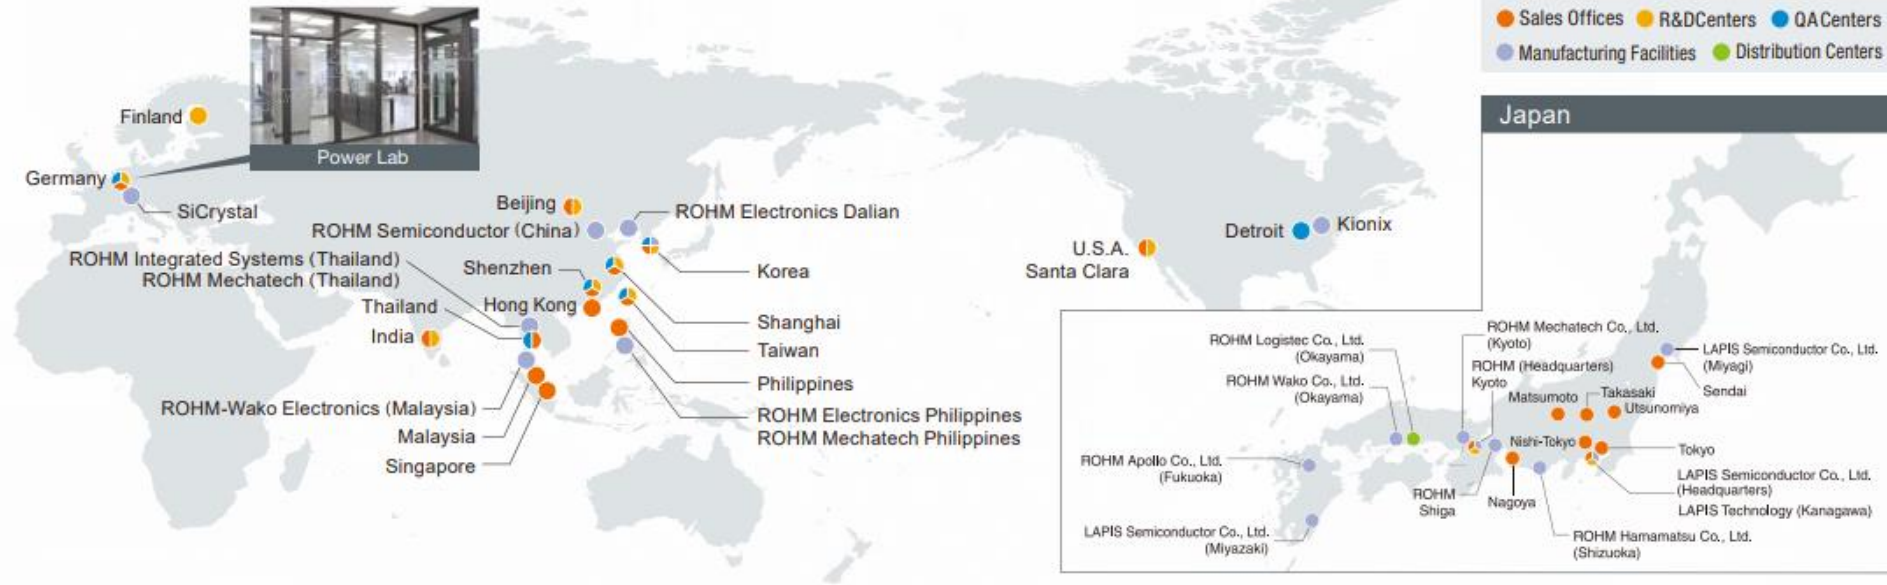 Sales Offices
R&DCenters
QACenters
Manufacturing Facilities
Distribution Centers
Japan
Power Lab
Finland
Germany
SiCrystal
Beijing
ROHM Electronics Dalian
ROHM Semiconductor (China)
ROHM Integrated Systems (Thailand)
ROHM Mechatech (Thailand)
Shenzhen
Korea
Thailand
Hong Kong
India
Shanghai
Taiwan
Philippines
ROHM-Wako Electronics (Malaysia)
ROHM Electronics Philippines
ROHM Mechatech Philippines
Malaysia
Singapore
U.S.A.
Santa Clara
Detroit
Kionix
ROHM Logistec Co., Ltd.
(Okayama)
ROHM Wako Co., Ltd.
(Okayama)
ROHM Apollo Co., Ltd.
(Fukuoka)
LAPIS Semiconductor Co., Ltd.
(Miyazaki)
ROHM Mechatech Co., Ltd.
(Kyoto)
ROHM (Headquarters)
Kyoto
Matsumoto
Takasaki
Utsunomiya
LAPIS Semiconductor Co., Ltd.
(Miyagi)
Sendai
Nishi-Tokyo
Tokyo
LAPIS Semiconductor Co., Ltd.
(Headquarters)
LAPIS Technology (Kanagawa)
ROHM
Shiga
Nagoya
ROHM Hamamatsu Co., Ltd.
(Shizuoka)